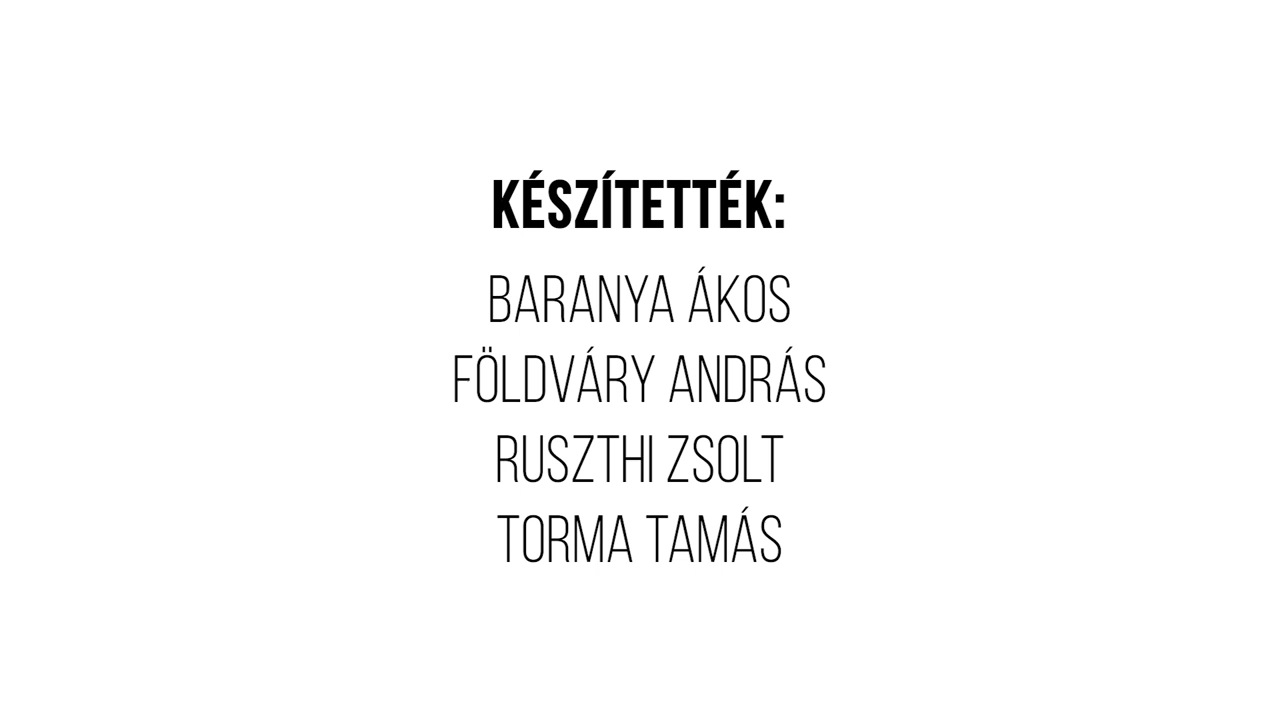 KÉSZÍTETTÉK:
BARANYA ÁKOS
FÖLDVÁRY ANDRÁS
RUSZTHI ZSOLT
TORMA TAMÁS